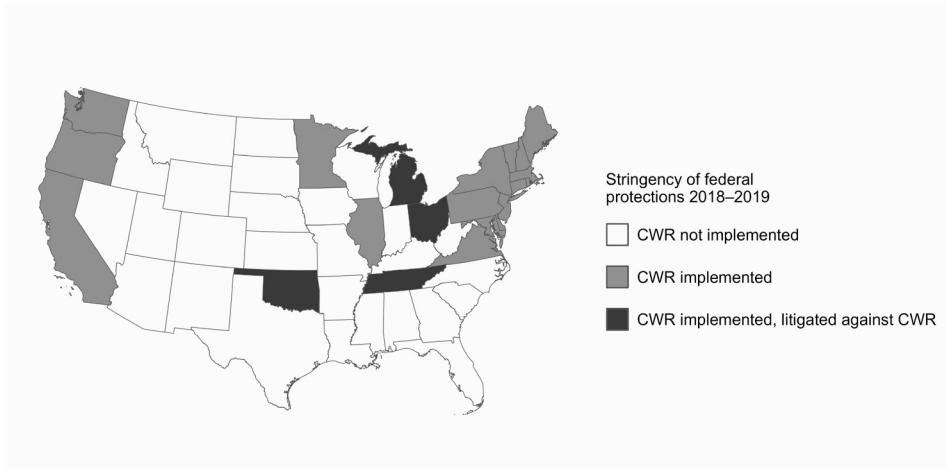 Stringency of federal
protections 2018–2019
CWR not implemented
CWR implemented
CWR implemented, litigated against CWR